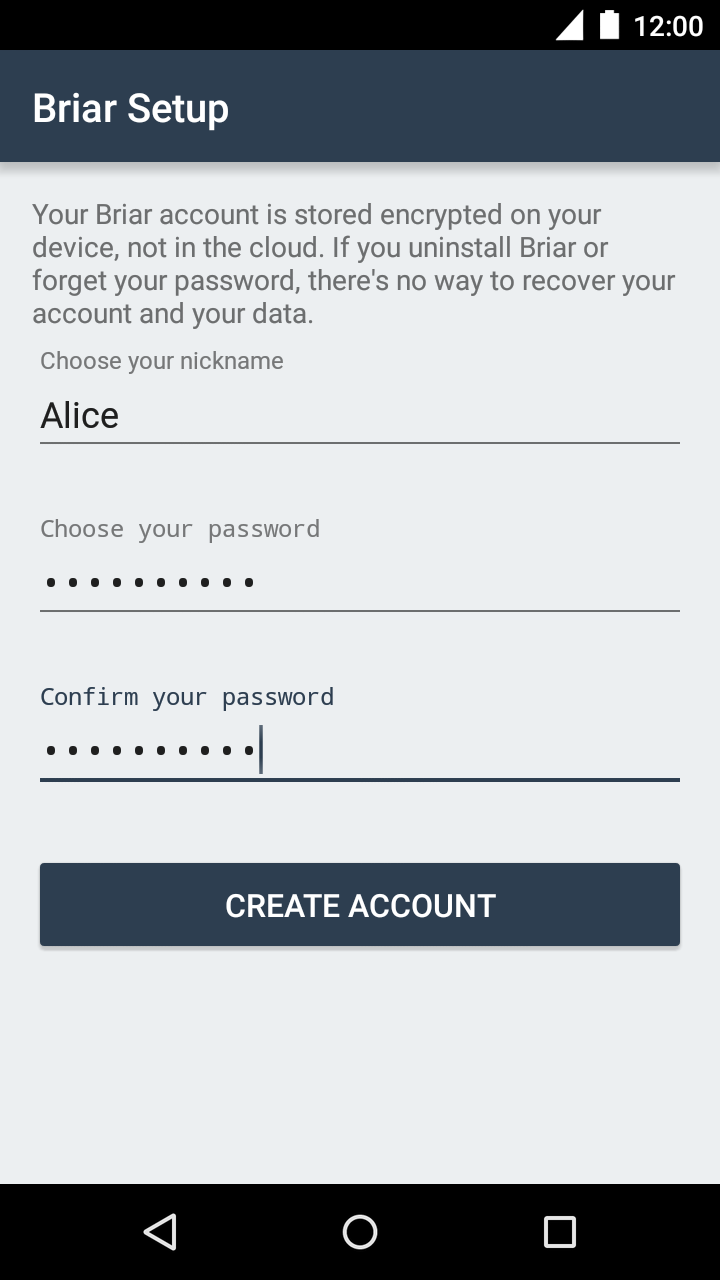 12:00
Briar Setup
Your Briar account is stored encrypted on your
device, not in the cloud. If you uninstall Briar or
forget your password, there's no way to recover your
account and your data.
Choose your nickname
Alice
Choose your password
••••••••••
Confirm your password
••••••••••
CREATE ACCOUNT